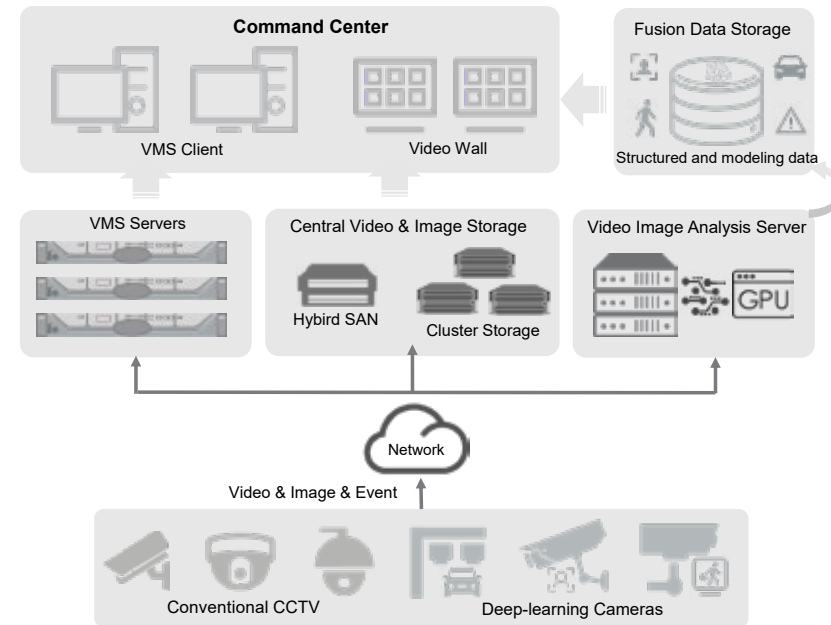 Command Center
VMS Client
Video Wall
Fusion Data Storage
Structured and modeling data
VMS Servers
Central Video & Image Storage
Hybird SAN
Cluster Storage
Video Image Analysis Server
GPU
Network
Video & Image & Event
Conventional CCTV
Deep-learning Cameras